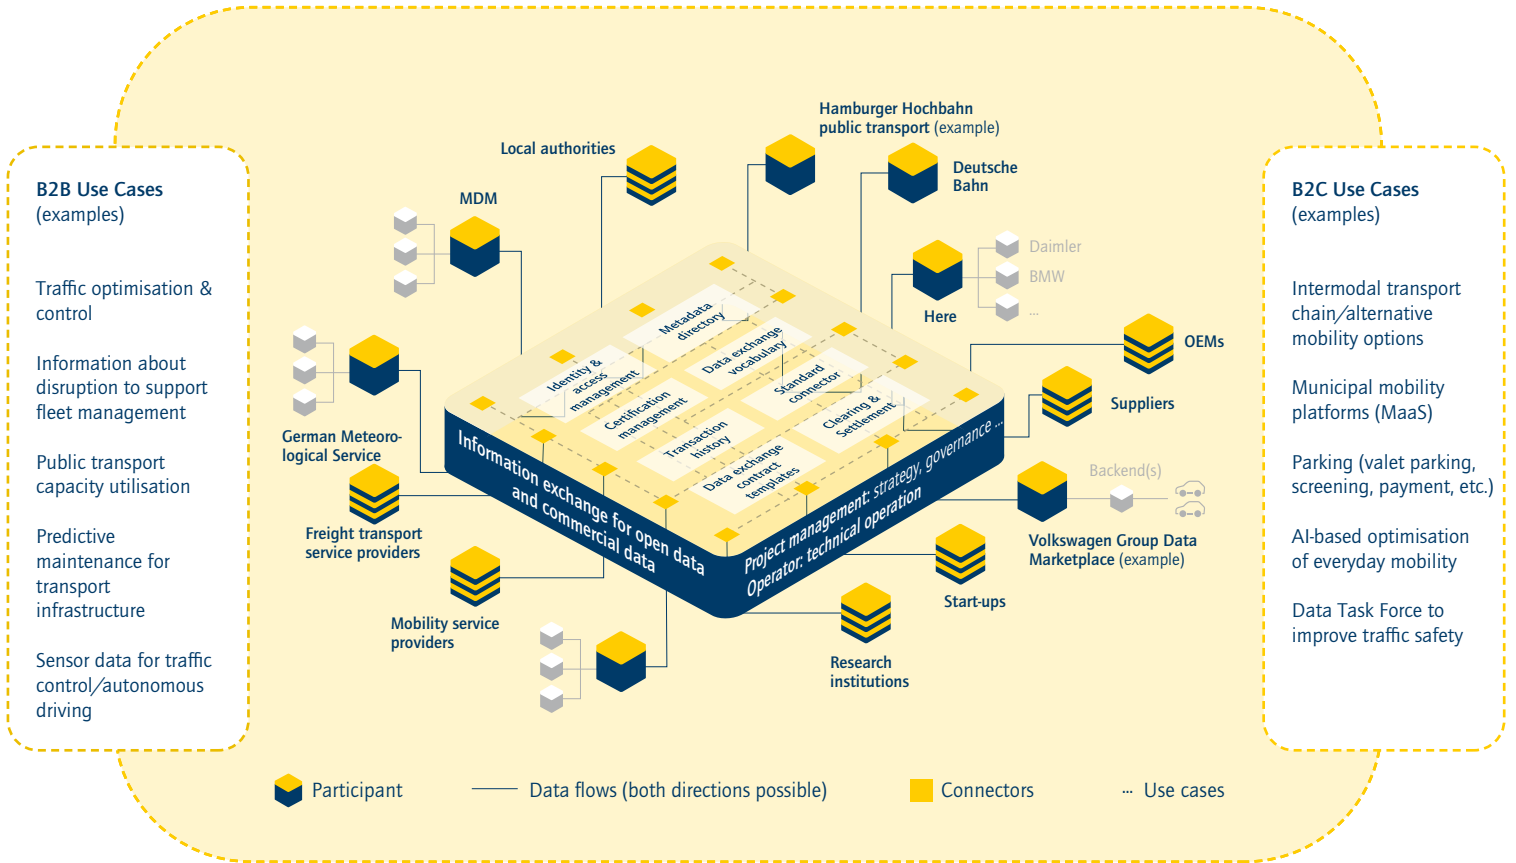 B2B Use Cases
(examples)
Traffic optimisation &
control
Information about
disruption to support
fleet management
Public transport
capacity utilisation
Predictive
maintenance for
transport
infrastructure
Sensor data for traffic
control/autonomous
driving
Local authorities
MDM
Hamburger Hochbahn
public transport (example)
Deutsche
Bahn
Daimler
BMW
...
Here
OEMs
Suppliers
German Meteoro-
logical Service
Freight transport
service providers
Mobility service
providers
Metadata
directory
Identity &
access
management
Data exchange
vocabulary
Certification
management
Standard
connector
Transaction
history
Clearing &
Settlement
Data exchange
contract
templates
Information exchange for open data
and commercial data
Project management: strategy, governance ...
Operator: technical operation
Backend(s)
Volkswagen Group Data
Marketplace (example)
Start-ups
Research
institutions
B2C Use Cases
(examples)
Intermodal transport
chain/alternative
mobility options
Municipal mobility
platforms (MaaS)
Parking (valet parking,
screening, payment, etc.)
AI-based optimisation
of everyday mobility
Data Task Force to
improve traffic safety
Participant
Data flows (both directions possible)
Connectors
... Use cases